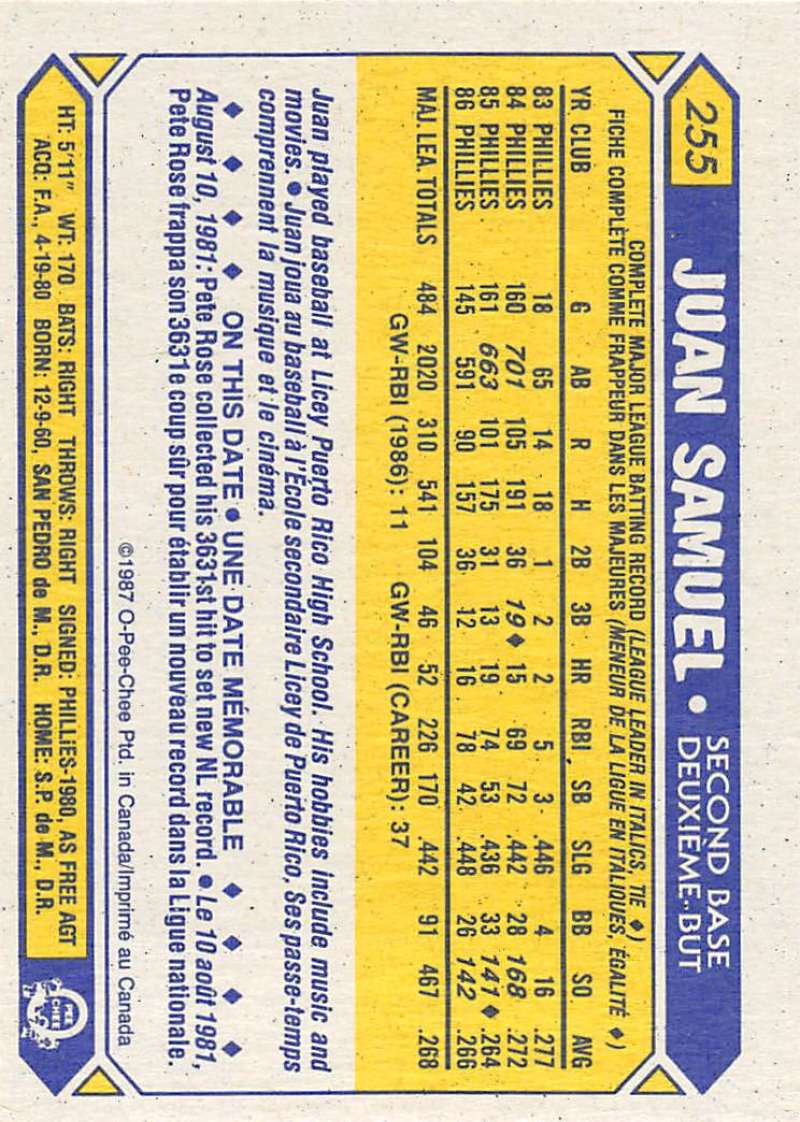 255 JUAN SAMUEL • SECOND BASE
DEUXIÈME-BUT
COMPLETE MAJOR LEAGUE BATTING RECORD (LEAGUE LEADER IN ITALICS, TIE ♦)
FICHE COMPLÈTE COMME FRAPPEUR DANS LES MAJEURES (MENEUR DE LA LIGUE EN ITALIQUES, ÉGALITÉ ♦)
YR CLUB G AB R H 2B 3B HR RBI SB SLG BB SO AVG
83 PHILLIES 18 65 14 18 1 2 2 5 3 .446 4 16 .277
84 PHILLIES 160 701 105 191 36 19♦ 15 69 72 .442 28 168 .272
85 PHILLIES 161 663 101 175 31 13 19 74 53 .436 33 141♦ .264
86 PHILLIES 145 591 90 157 36 12 16 78 42 .448 26 142 .266
MAJ. LEA. TOTALS 484 2020 310 541 104 46 52 226 170 .442 91 467 .268
GW-RBI (1986): 11 GW-RBI (CAREER): 37
Juan played baseball at Licey Puerto Rico High School. His hobbies include music and
movies. • Juan joua au baseball à l'École secondaire Licey de Puerto Rico. Ses passe-temps
comprennent la musique et le cinéma.
♦ ♦ ♦ ♦ ON THIS DATE • UNE DATE MÉMORABLE ♦ ♦ ♦ ♦
August 10, 1981: Pete Rose collected his 3631st hit to set new NL record. • Le 10 août 1981,
Pete Rose frappa son 3631e coup sûr pour établir un nouveau record dans la Ligue nationale.
©1987 O-Pee-Chee Ptd. in Canada/Imprimé au Canada
HT: 5'11" WT: 170 BATS: RIGHT THROWS: RIGHT SIGNED: PHILLIES-1980, AS FREE AGT
ACQ: F.A., 4-19-80 BORN: 12-9-60, SAN PEDRO de M., D.R. HOME: S.P. de M., D.R.
O
PEE
CHEE